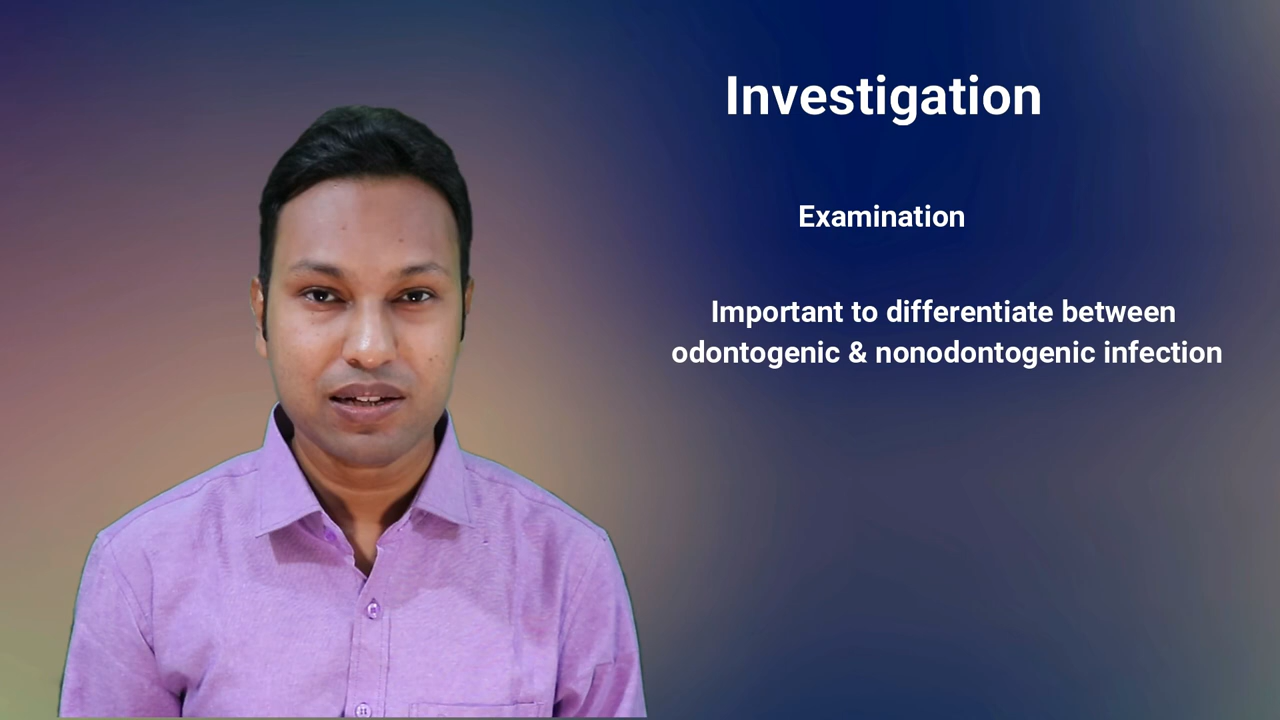 Investigation
Examination
Important to differentiate between
odontogenic & nonodontogenic infection